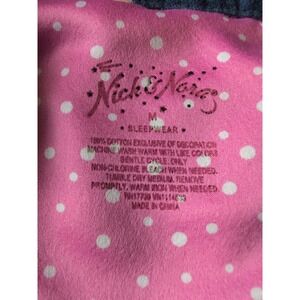 Nick & Nora
M
SLEEPWEAR
100% COTTON EXCLUSIVE OF DECORATION
MACHINE WASH WARM WITH LIKE COLORS
GENTLE CYCLE. ONLY
NON-CHLORINE BLEACH WHEN NEEDED.
TUMBLE DRY MEDIUM. REMOVE
PROMPTLY. WARM IRON WHEN NEEDED.
MADE IN CHINA